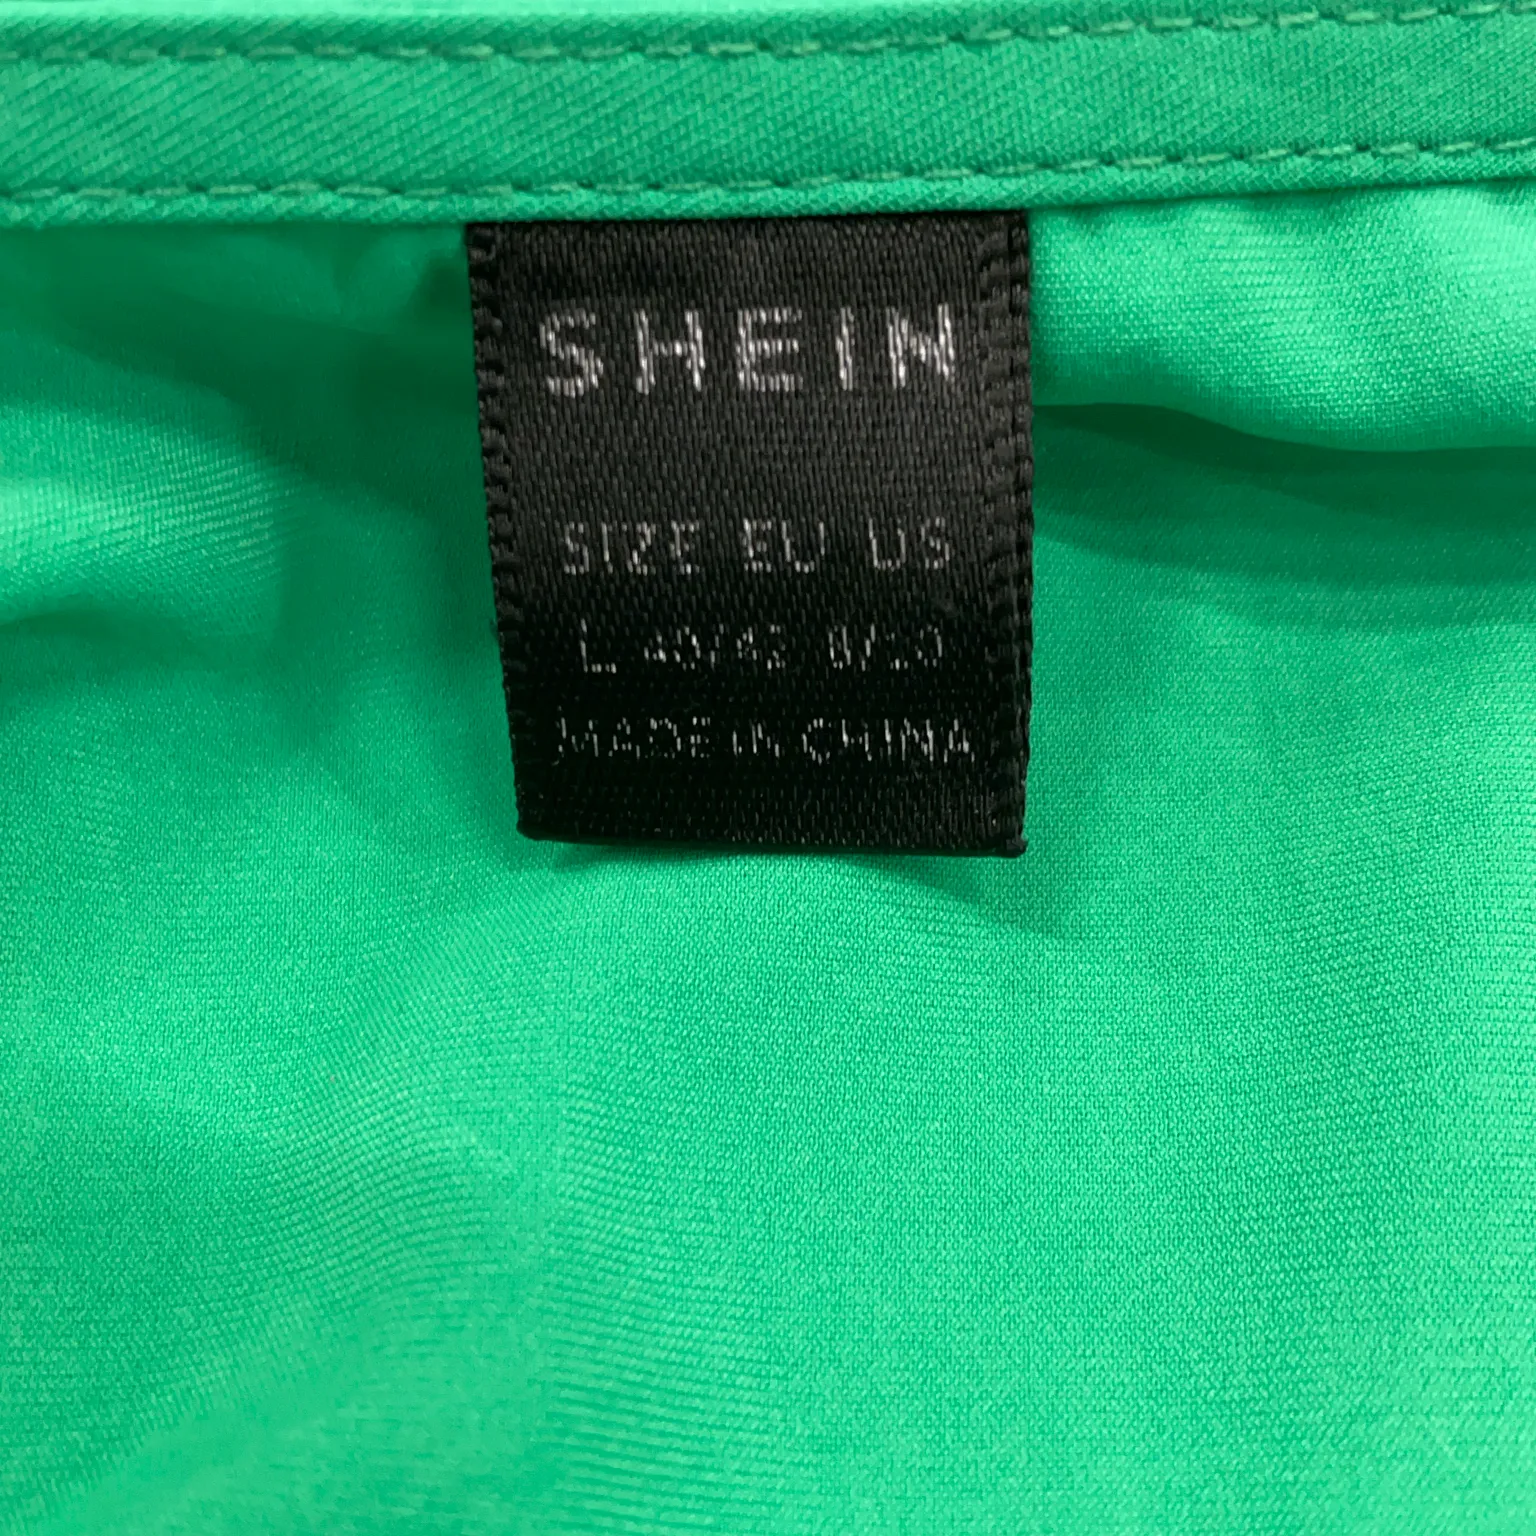 SHEIN
SIZE EU US
L 40/42 8/10
MADE IN CHINA